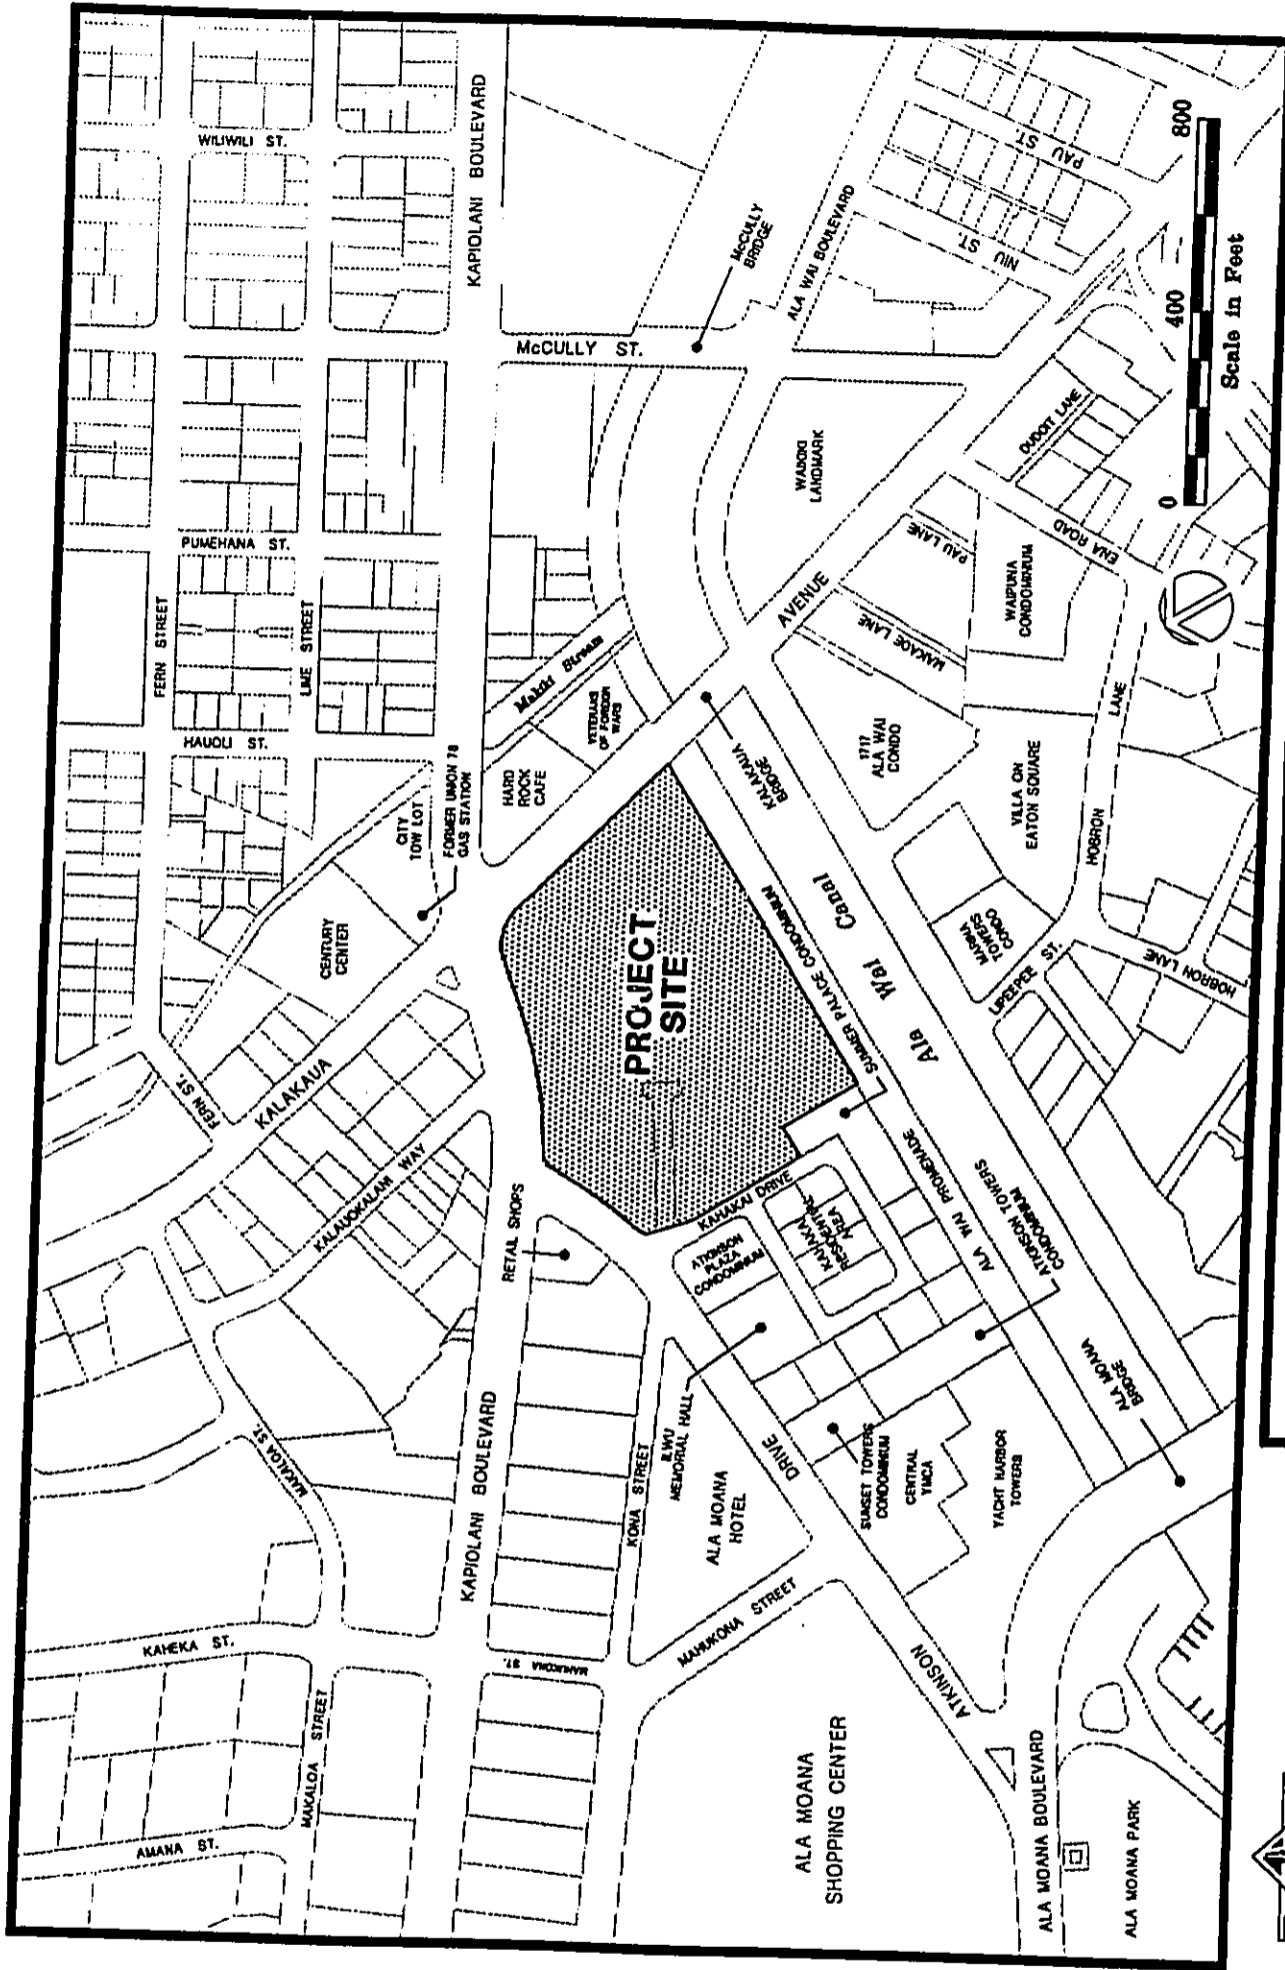 WILIWILI ST.
KAPIOLANI BOULEVARD
McCULLY
BRIDGE
ALA WAI BOULEVARD
PAU ST.
NIU ST.
McCULLY ST.
0 400 800
Scale in Feet
FERN STREET
PUMEHANA ST.
LIME STREET
HAUOLI ST.
Makiki Stream
VETERANS
OF FOREIGN
WARS
HARD
ROCK
CAFE
FORMER UNION 76
GAS STATION
CITY
TOW LOT
CENTURY
CENTER
WAIKIKI
LANDMARK
DUDOIT LANE
ENA ROAD
PAU LANE
WAIPUNA
CONDOMINIUM
MAKAOE LANE
AVENUE
KALAKAUA
BRIDGE
1717
ALA WAI
CONDO
VILLA ON
EATON SQUARE
HOBRON
LANE
MARINA
TOWERS
CONDO
LIPEEPEE ST.
HOBRON LANE
PROJECT
SITE
SUMMER PALACE CONDOMINIUM
Ala Wai Canal
FERN ST.
KALAKAUA
KALAUOKALANI WAY
RETAIL SHOPS
KAHAKAI DRIVE
ATKINSON
PLAZA
CONDOMINIUM
KAHAKAI
RESIDENTIAL
AREA
ALA WAI PROMENADE
ATKINSON TOWERS
CONDOMINIUM
ALA MOANA
BRIDGE
MAKALOA ST.
KAPIOLANI BOULEVARD
KONA STREET
ILWU
MEMORIAL HALL
ALA MOANA
HOTEL
DRIVE
SUNSET TOWERS
CONDOMINIUM
CENTRAL
YMCA
YACHT HARBOR
TOWERS
KAHEKA ST.
MAHUKONA ST.
MAHUKONA STREET
ATKINSON
MAKALOA STREET
AMANA ST.
ALA MOANA
SHOPPING CENTER
ALA MOANA BOULEVARD
ALA MOANA PARK